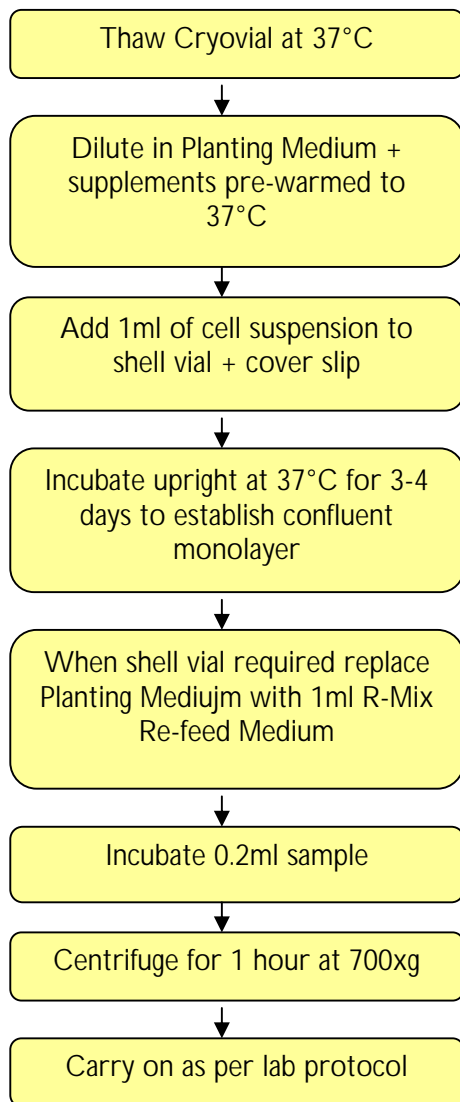 Thaw Cryovial at 37°C
Dilute in Planting Medium +
supplements pre-warmed to
37°C
Add 1ml of cell suspension to
shell vial + cover slip
Incubate upright at 37°C for 3-4
days to establish confluent
monolayer
When shell vial required replace
Planting Mediujm with 1ml R-Mix
Re-feed Medium
Incubate 0.2ml sample
Centrifuge for 1 hour at 700xg
Carry on as per lab protocol